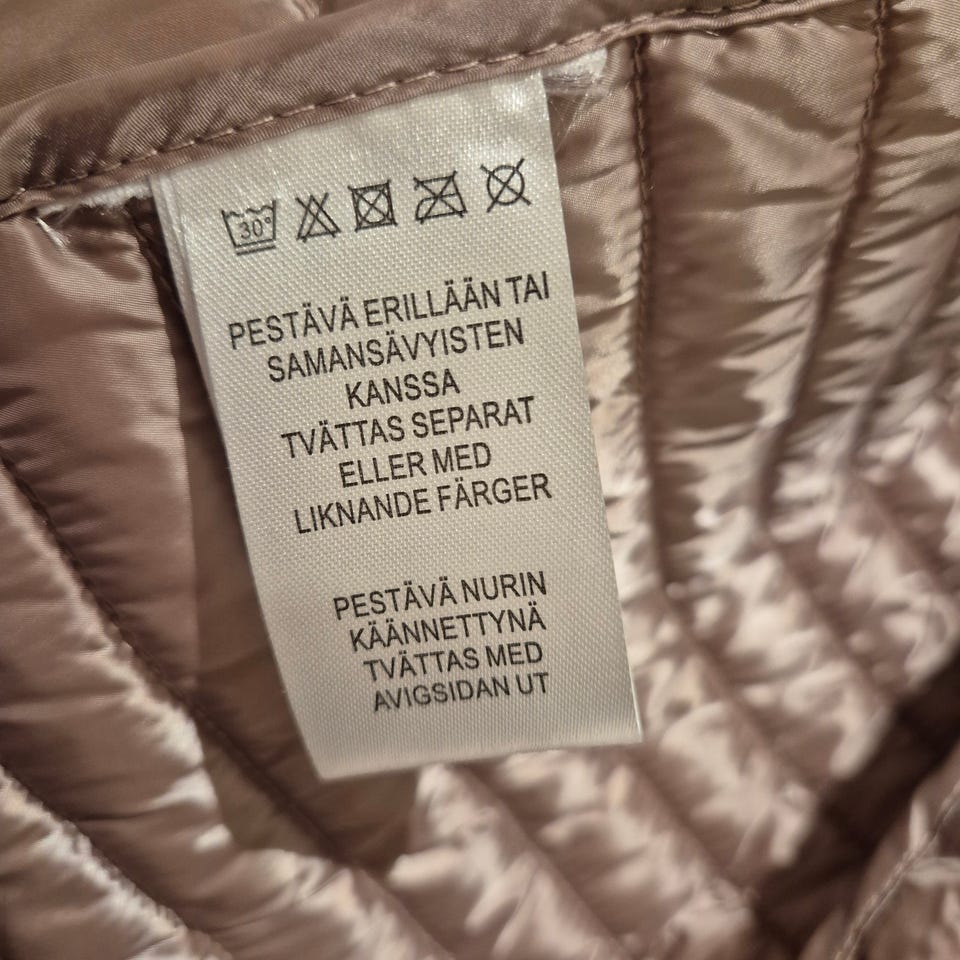 30°
PESTÄVÄ ERILLÄÄN TAI
SAMANSÄVYISTEN
KANSSA
TVÄTTAS SEPARAT
ELLER MED
LIKNANDE FÄRGER
PESTÄVÄ NURIN
KÄÄNNETTYNÄ
TVÄTTAS MED
AVIGSIDAN UT